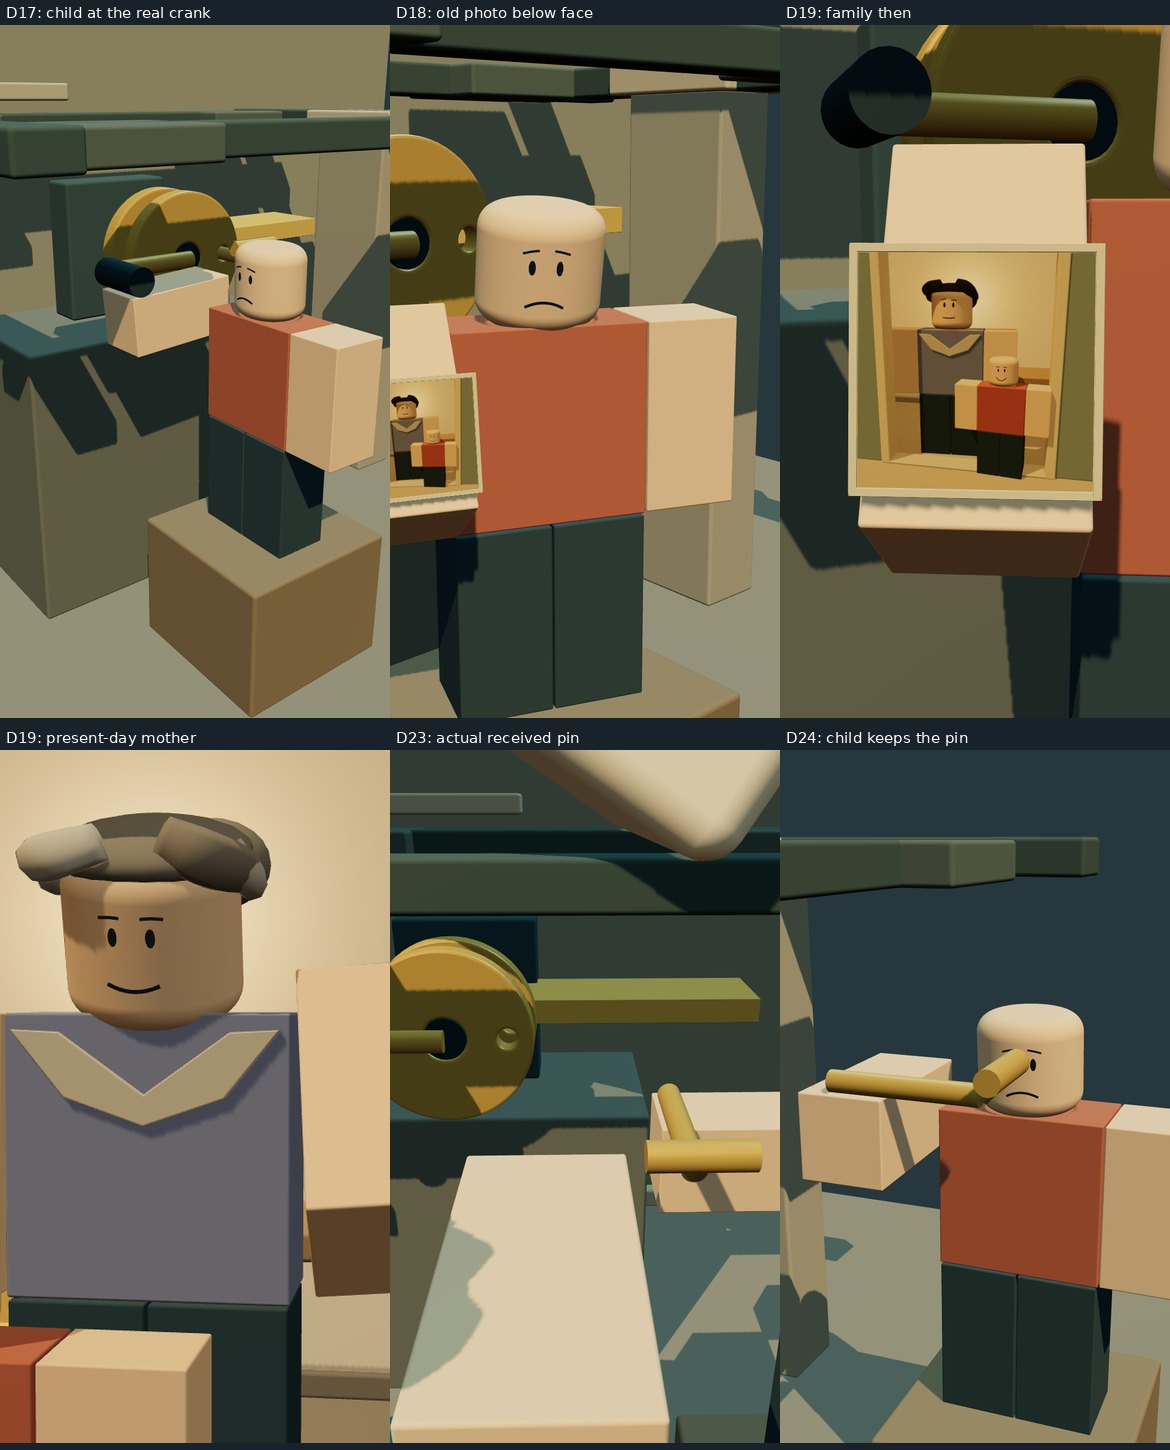 D17: child at the real crank
D18: old photo below face
D19: family then
D19: present-day mother
D23: actual received pin
D24: child keeps the pin